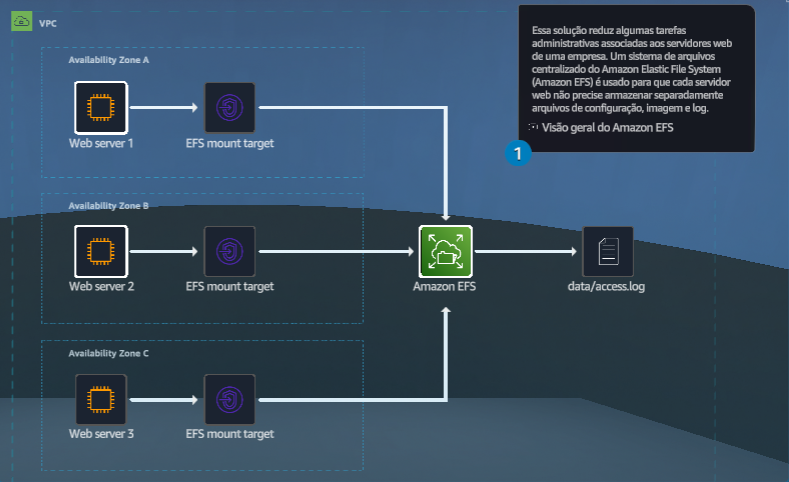 VPC
Essa solução reduz algumas tarefas
administrativas associadas aos servidores web
de uma empresa. Um sistema de arquivos
centralizado do Amazon Elastic File System
(Amazon EFS) é usado para que cada servidor
web não precise armazenar separadamente
arquivos de configuração, imagem e log.
Visão geral do Amazon EFS
1
Availability Zone A
Web server 1
EFS mount target
Availability Zone B
Web server 2
EFS mount target
Amazon EFS
data/access.log
Availability Zone C
Web server 3
EFS mount target